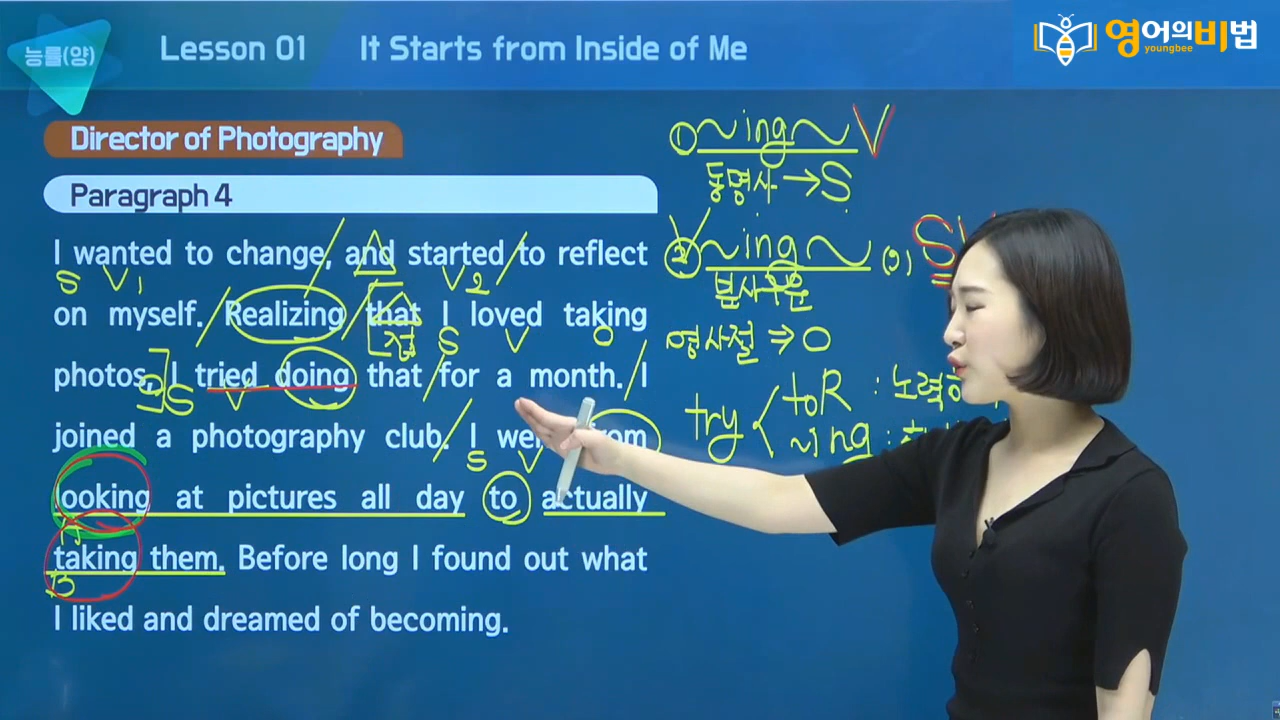 능률(양)
Lesson 01 It Starts from Inside of Me
영어의비법
youngbee
Director of Photography
Paragraph 4
I wanted to change, and started to reflect
S V1 V2
on myself. Realizing that I loved taking
접 S V O
photos, I tried doing that for a month. I
S V
joined a photography club. I went from
S V
looking at pictures all day to actually
A
taking them. Before long I found out what
B
I liked and dreamed of becoming.
① ~ing~ V
동명사 → S
② ~ing~ (,) S
분사구문
명사절 ⇒ O
try toR :
~ing :